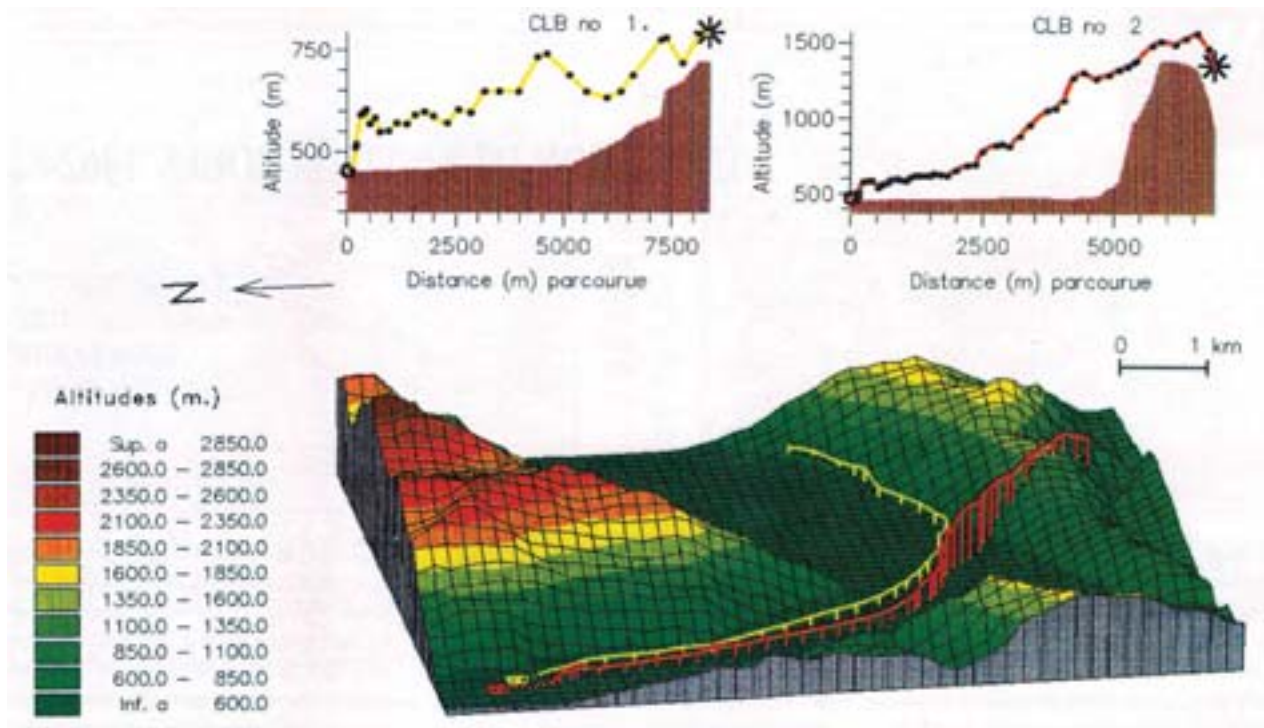 CLB no 1.
750
500
Altitude (m)
0 2500 5000 7500
Distance (m) parcourue
CLB no 2
1500
1000
500
Altitude (m)
0 2500 5000
Distance (m) parcourue
N
0 1 km
Altitudes (m.)
Sup. a 2850.0
2600.0 – 2850.0
2350.0 – 2600.0
2100.0 – 2350.0
1850.0 – 2100.0
1600.0 – 1850.0
1350.0 – 1600.0
1100.0 – 1350.0
850.0 – 1100.0
600.0 – 850.0
Inf. a 600.0